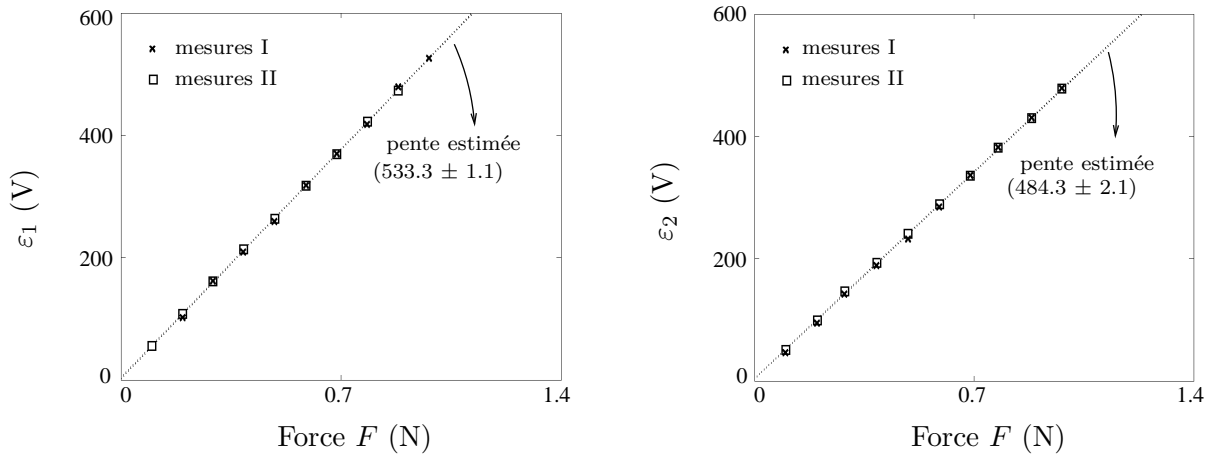 600
400
200
0
0
0.7
1.4
ε1 (V)
Force F (N)
× mesures I
□ mesures II
pente estimée
(533.3 ± 1.1)
600
400
200
0
0
0.7
1.4
ε2 (V)
Force F (N)
× mesures I
□ mesures II
pente estimée
(484.3 ± 2.1)